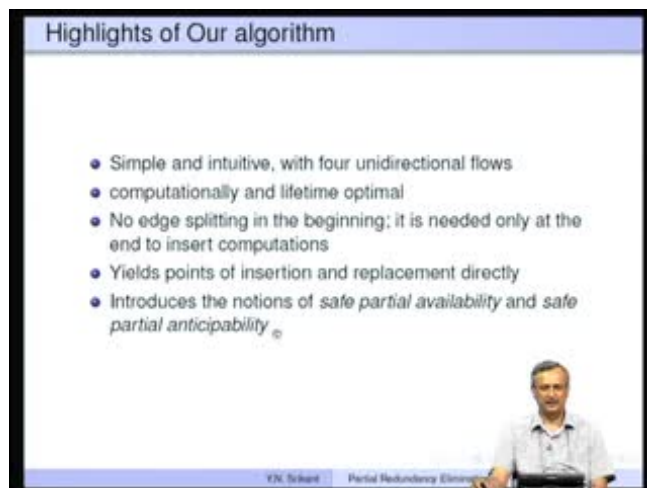 Highlights of Our algorithm
Simple and intuitive, with four unidirectional flows
computationally and lifetime optimal
No edge splitting in the beginning; it is needed only at the
end to insert computations
Yields points of insertion and replacement directly
Introduces the notions of safe partial availability and safe
partial anticipability
Y.N. Srikant Partial Redundancy